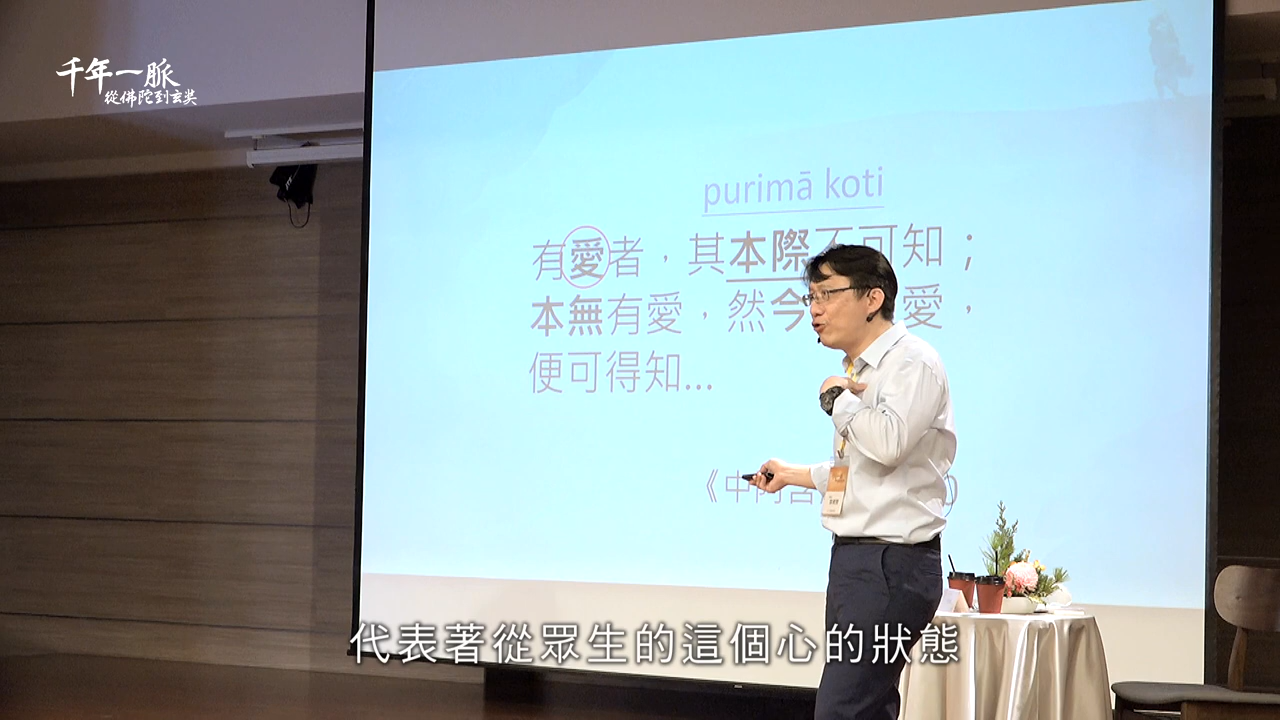 千年一脈
從佛陀到玄奘
purimā koti
有愛者，其本際不可知；
本無有愛，然今 愛，
便可得知...
《中阿含
代表著從眾生的這個心的狀態